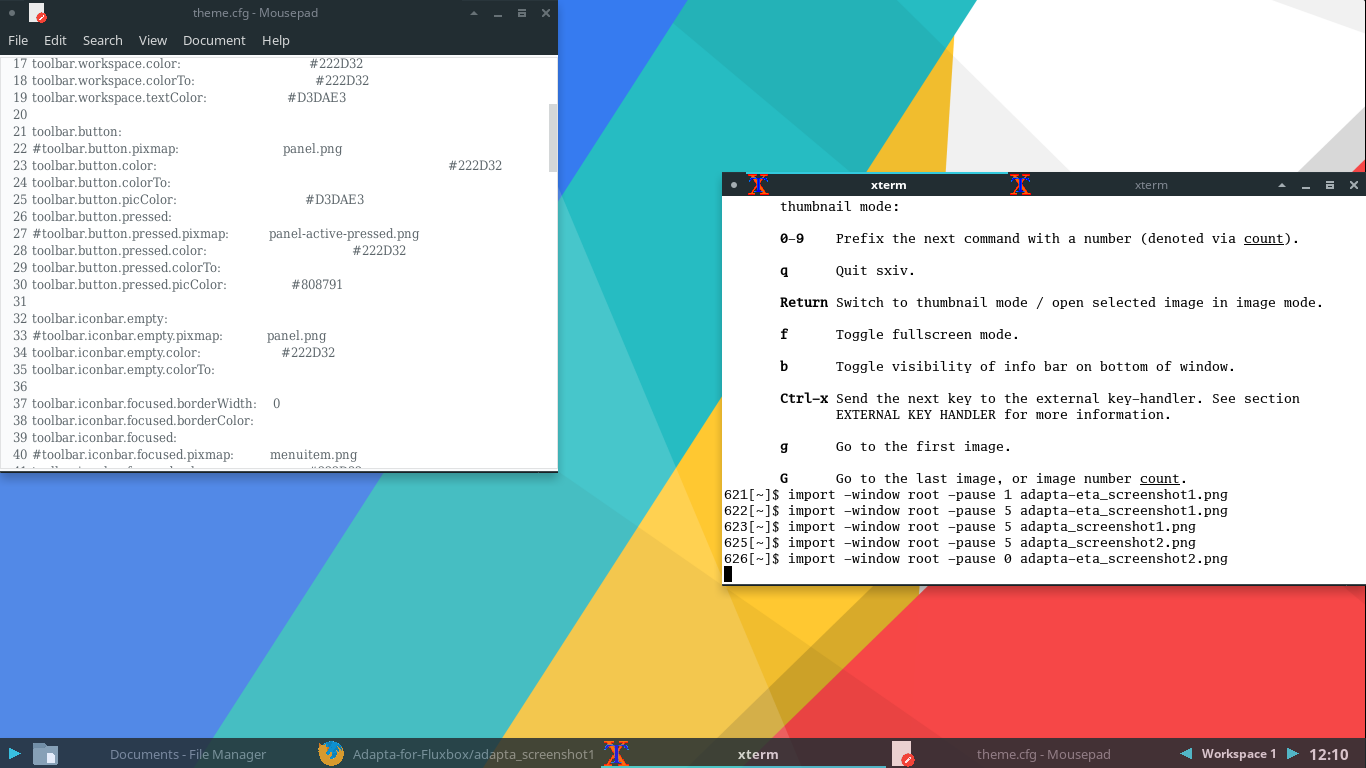 theme.cfg - Mousepad
File Edit Search View Document Help
17 toolbar.workspace.color: #222D32
18 toolbar.workspace.colorTo: #222D32
19 toolbar.workspace.textColor: #D3DAE3
20
21 toolbar.button:
22 #toolbar.button.pixmap: panel.png
23 toolbar.button.color: #222D32
24 toolbar.button.colorTo:
25 toolbar.button.picColor: #D3DAE3
26 toolbar.button.pressed:
27 #toolbar.button.pressed.pixmap: panel-active-pressed.png
28 toolbar.button.pressed.color: #222D32
29 toolbar.button.pressed.colorTo:
30 toolbar.button.pressed.picColor: #808791
31
32 toolbar.iconbar.empty:
33 #toolbar.iconbar.empty.pixmap: panel.png
34 toolbar.iconbar.empty.color: #222D32
35 toolbar.iconbar.empty.colorTo:
36
37 toolbar.iconbar.focused.borderWidth: 0
38 toolbar.iconbar.focused.borderColor:
39 toolbar.iconbar.focused:
40 #toolbar.iconbar.focused.pixmap: menuitem.png
xterm xterm
thumbnail mode:
0-9 Prefix the next command with a number (denoted via count).
q Quit sxiv.
Return Switch to thumbnail mode / open selected image in image mode.
f Toggle fullscreen mode.
b Toggle visibility of info bar on bottom of window.
Ctrl-x Send the next key to the external key-handler. See section
EXTERNAL KEY HANDLER for more information.
g Go to the first image.
G Go to the last image, or image number count.
621[~]$ import -window root -pause 1 adapta-eta_screenshot1.png
622[~]$ import -window root -pause 5 adapta-eta_screenshot1.png
623[~]$ import -window root -pause 5 adapta_screenshot1.png
625[~]$ import -window root -pause 5 adapta_screenshot2.png
626[~]$ import -window root -pause 0 adapta-eta_screenshot2.png
Documents - File Manager Adapta-for-Fluxbox/adapta_screenshot1 xterm theme.cfg - Mousepad Workspace 1 12:10